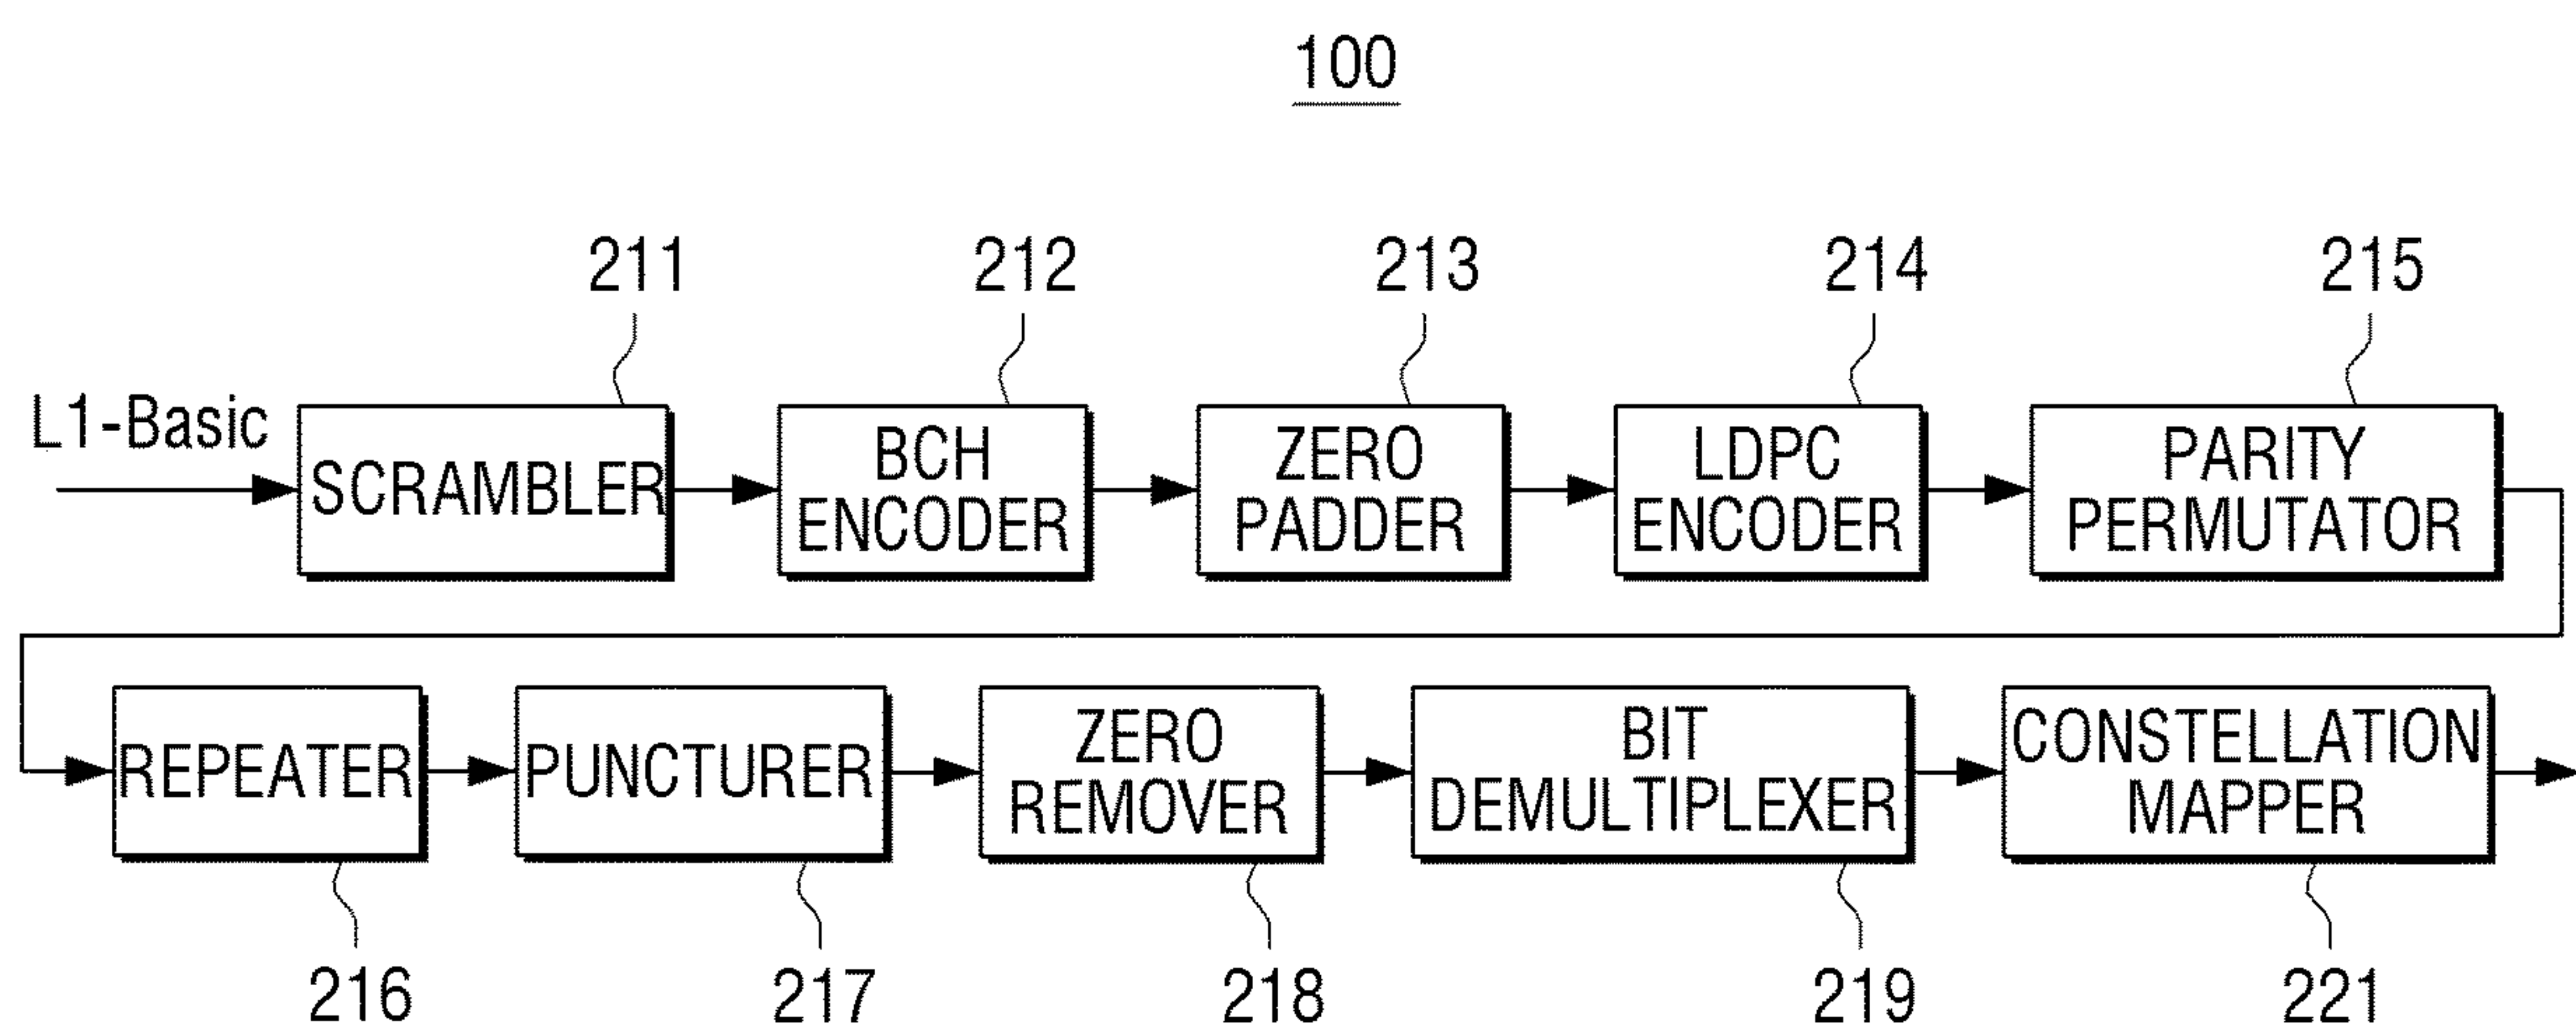 100
211
212
213
214
215
L1-Basic
SCRAMBLER
BCH
ENCODER
ZERO
PADDER
LDPC
ENCODER
PARITY
PERMUTATOR
REPEATER
PUNCTURER
ZERO
REMOVER
BIT
DEMULTIPLEXER
CONSTELLATION
MAPPER
216
217
218
219
221